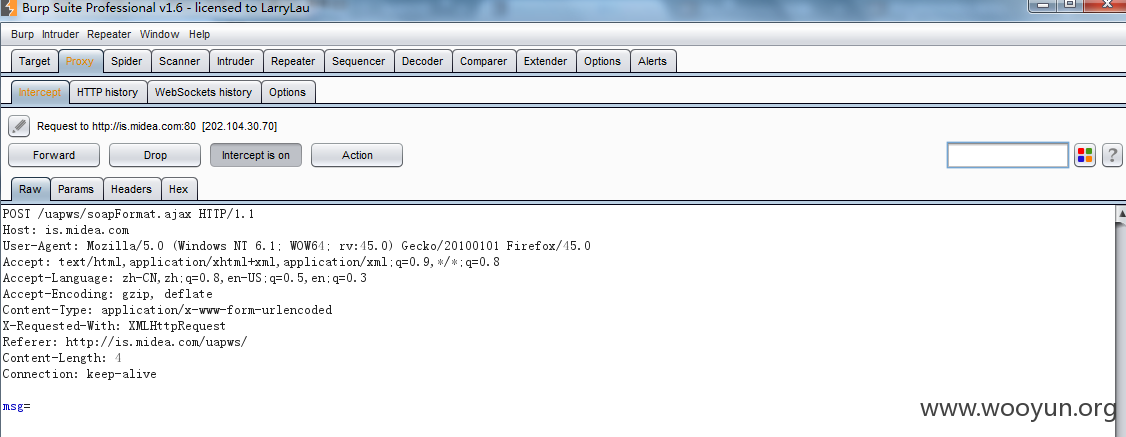 Burp Suite Professional v1.6 - licensed to LarryLau
Burp Intruder Repeater Window Help
Target Proxy Spider Scanner Intruder Repeater Sequencer Decoder Comparer Extender Options Alerts
Intercept HTTP history WebSockets history Options
Request to http://is.midea.com:80 [202.104.30.70]
Forward Drop Intercept is on Action ?
Raw Params Headers Hex
POST /uapws/soapFormat.ajax HTTP/1.1
Host: is.midea.com
User-Agent: Mozilla/5.0 (Windows NT 6.1; WOW64; rv:45.0) Gecko/20100101 Firefox/45.0
Accept: text/html,application/xhtml+xml,application/xml;q=0.9,*/*;q=0.8
Accept-Language: zh-CN,zh;q=0.8,en-US;q=0.5,en;q=0.3
Accept-Encoding: gzip, deflate
Content-Type: application/x-www-form-urlencoded
X-Requested-With: XMLHttpRequest
Referer: http://is.midea.com/uapws/
Content-Length: 4
Connection: keep-alive
msg=
www.wooyun.org